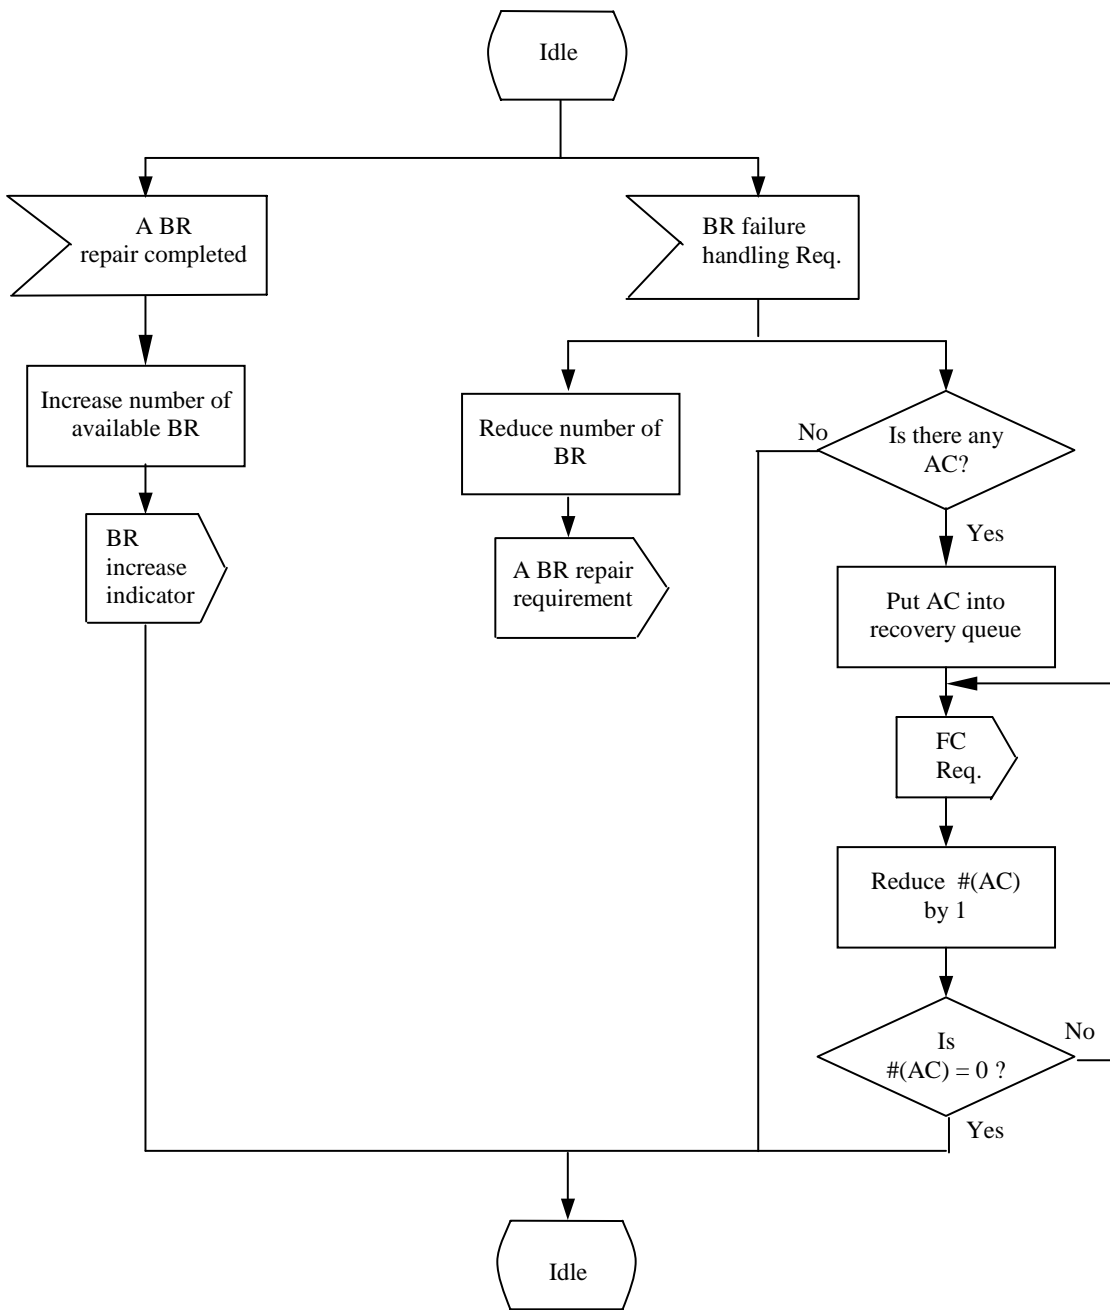 Idle
A BR
repair completed
BR failure
handling Req.
Increase number of
available BR
Reduce number of
BR
No
Is there any
AC?
Yes
BR
increase
indicator
A BR repair
requirement
Put AC into
recovery queue
FC
Req.
Reduce #(AC)
by 1
Is
#(AC) = 0 ?
No
Yes
Idle